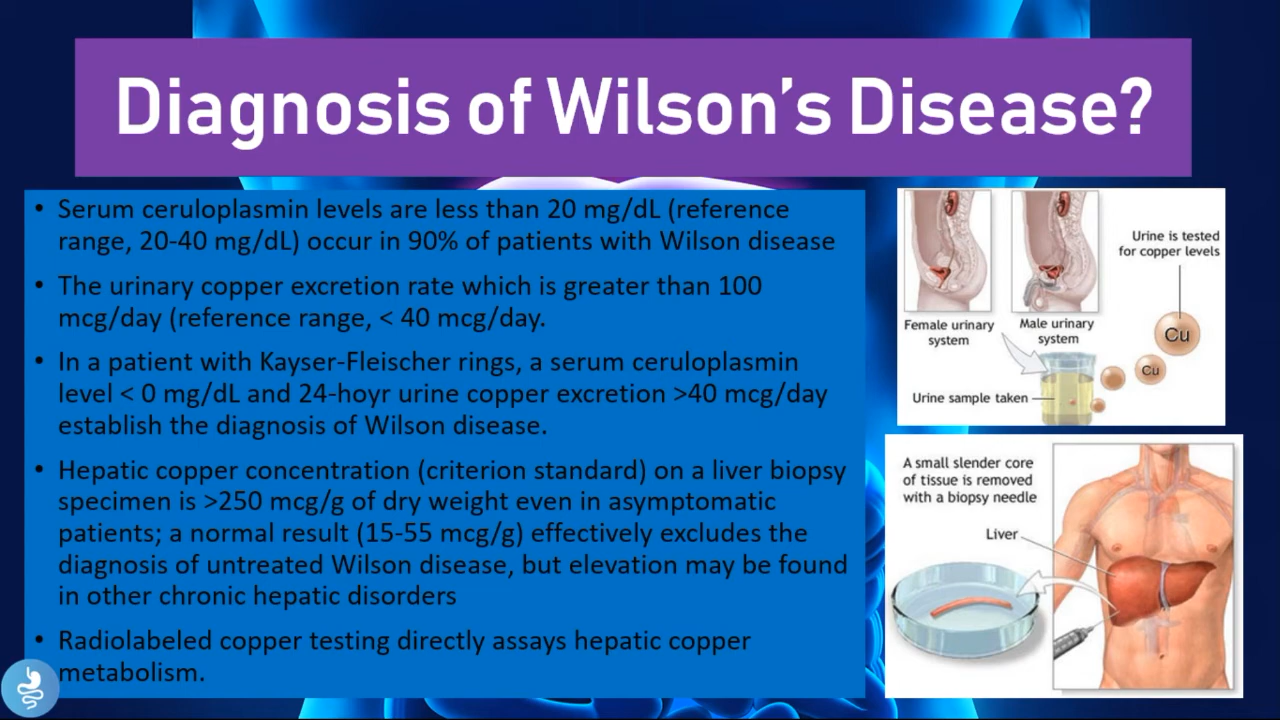 Diagnosis of Wilson's Disease?
• Serum ceruloplasmin levels are less than 20 mg/dL (reference
range, 20-40 mg/dL) occur in 90% of patients with Wilson disease
• The urinary copper excretion rate which is greater than 100
mcg/day (reference range, < 40 mcg/day.
• In a patient with Kayser-Fleischer rings, a serum ceruloplasmin
level < 0 mg/dL and 24-hoyr urine copper excretion >40 mcg/day
establish the diagnosis of Wilson disease.
• Hepatic copper concentration (criterion standard) on a liver biopsy
specimen is >250 mcg/g of dry weight even in asymptomatic
patients; a normal result (15-55 mcg/g) effectively excludes the
diagnosis of untreated Wilson disease, but elevation may be found
in other chronic hepatic disorders
• Radiolabeled copper testing directly assays hepatic copper
metabolism.
Urine is tested
for copper levels
Female urinary
system
Male urinary
system
Cu
Cu
Urine sample taken
A small slender core
of tissue is removed
with a biopsy needle
Liver